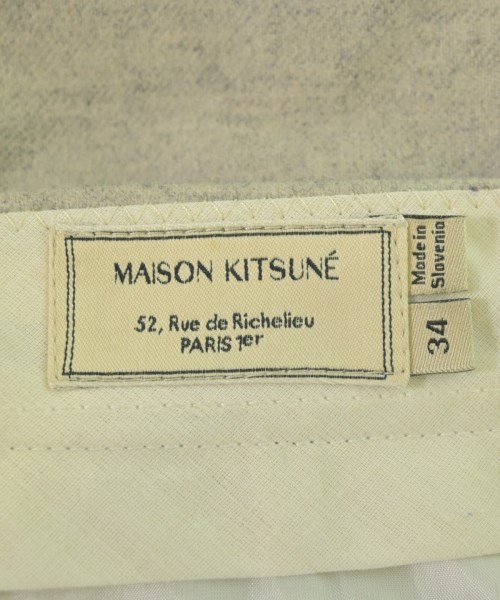 MAISON KITSUNÉ
52, Rue de Richelieu
PARIS 1er
Made in
Slovenia
34